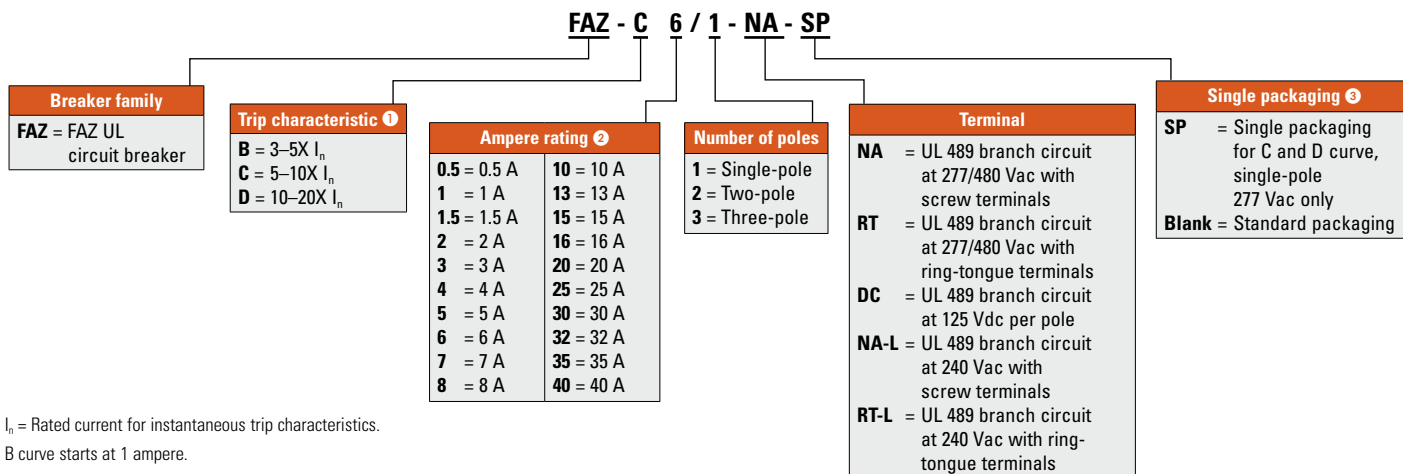 FAZ - C 6 / 1 - NA - SP
Breaker family
FAZ = FAZ UL
circuit breaker
Trip characteristic ❶
B = 3–5X Iₙ
C = 5–10X Iₙ
D = 10–20X Iₙ
Ampere rating ❷
0.5 = 0.5 A
1 = 1 A
1.5 = 1.5 A
2 = 2 A
3 = 3 A
4 = 4 A
5 = 5 A
6 = 6 A
7 = 7 A
8 = 8 A
10 = 10 A
13 = 13 A
15 = 15 A
16 = 16 A
20 = 20 A
25 = 25 A
30 = 30 A
32 = 32 A
35 = 35 A
40 = 40 A
Number of poles
1 = Single-pole
2 = Two-pole
3 = Three-pole
Terminal
NA = UL 489 branch circuit
at 277/480 Vac with
screw terminals
RT = UL 489 branch circuit
at 277/480 Vac with
ring-tongue terminals
DC = UL 489 branch circuit
at 125 Vdc per pole
NA-L = UL 489 branch circuit
at 240 Vac with
screw terminals
RT-L = UL 489 branch circuit
at 240 Vac with ring-
tongue terminals
Single packaging ❸
SP = Single packaging
for C and D curve,
single-pole
277 Vac only
Blank = Standard packaging
Iₙ = Rated current for instantaneous trip characteristics.
B curve starts at 1 ampere.